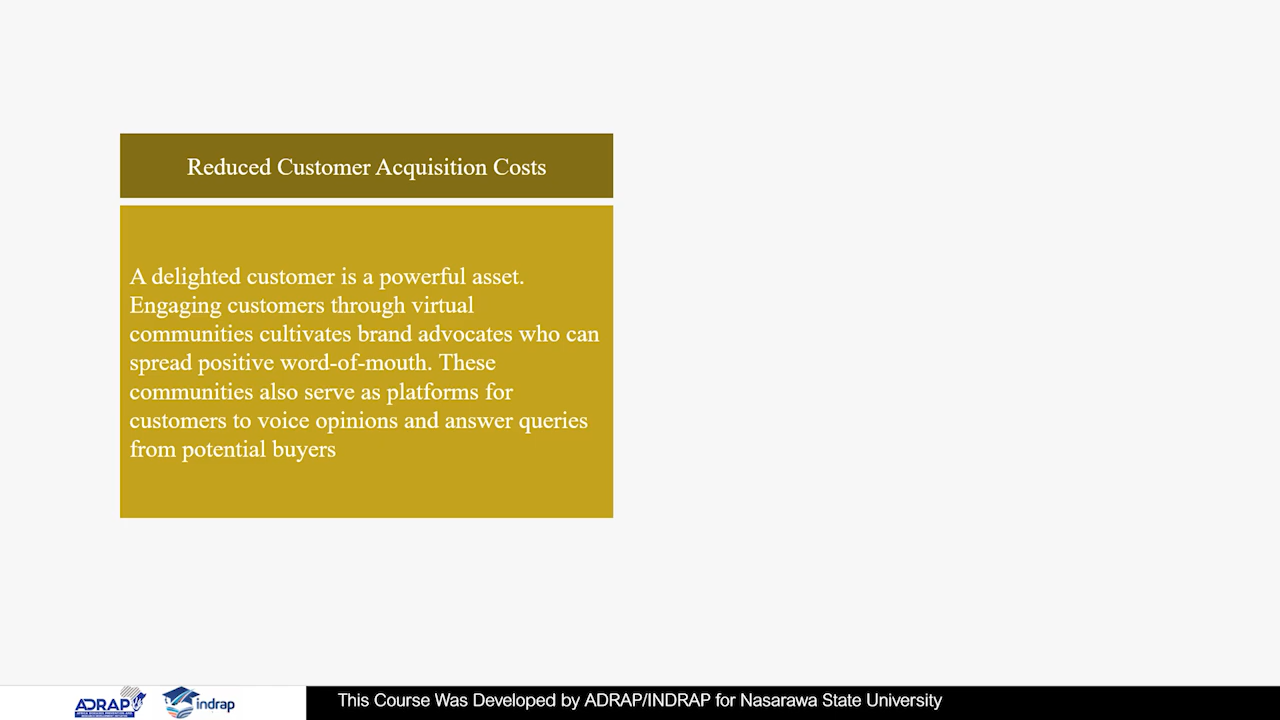 Reduced Customer Acquisition Costs
A delighted customer is a powerful asset.
Engaging customers through virtual
communities cultivates brand advocates who can
spread positive word-of-mouth. These
communities also serve as platforms for
customers to voice opinions and answer queries
from potential buyers
ADRAP
indrap
This Course Was Developed by ADRAP/INDRAP for Nasarawa State University